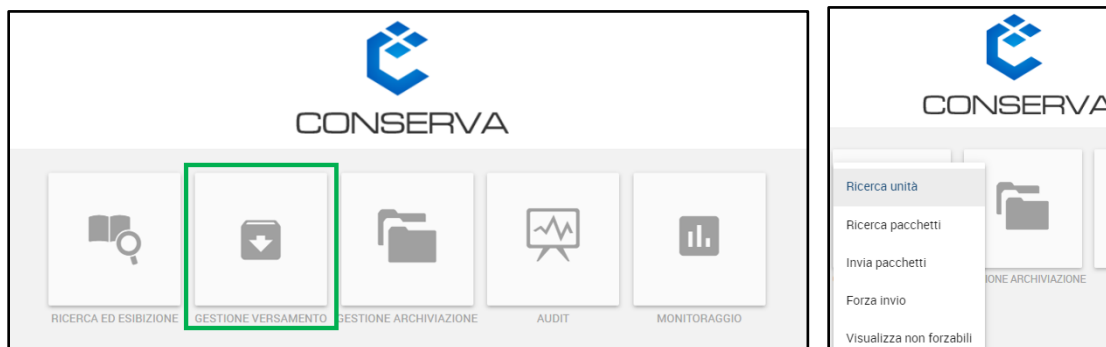 CONSERVA
RICERCA ED ESIBIZIONE
GESTIONE VERSAMENTO
GESTIONE ARCHIVIAZIONE
AUDIT
MONITORAGGIO
CONSERVA
Ricerca unità
Ricerca pacchetti
Invia pacchetti
IONE ARCHIVIAZIONE
Forza invio
Visualizza non forzabili